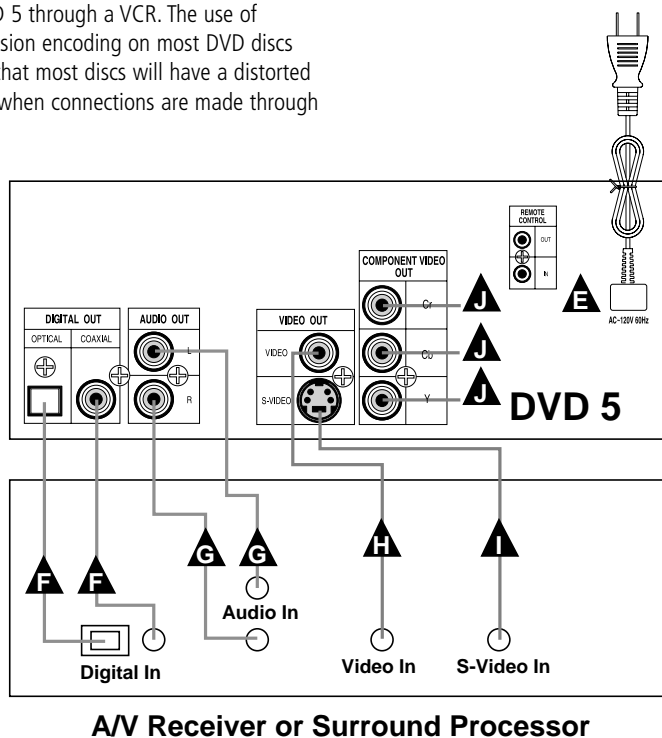 D 5 through a VCR. The use of
sion encoding on most DVD discs
that most discs will have a distorted
when connections are made through
REMOTE
CONTROL
OUT
IN
COMPONENT VIDEO
OUT
Cr
J
E
AC~120V 60Hz
DIGITAL OUT
OPTICAL COAXIAL
AUDIO OUT
L
R
VIDEO OUT
VIDEO
S-VIDEO
Cb
J
Y
J
DVD 5
F
F
G
G
H
I
Audio In
Digital In
Video In
S-Video In
A/V Receiver or Surround Processor